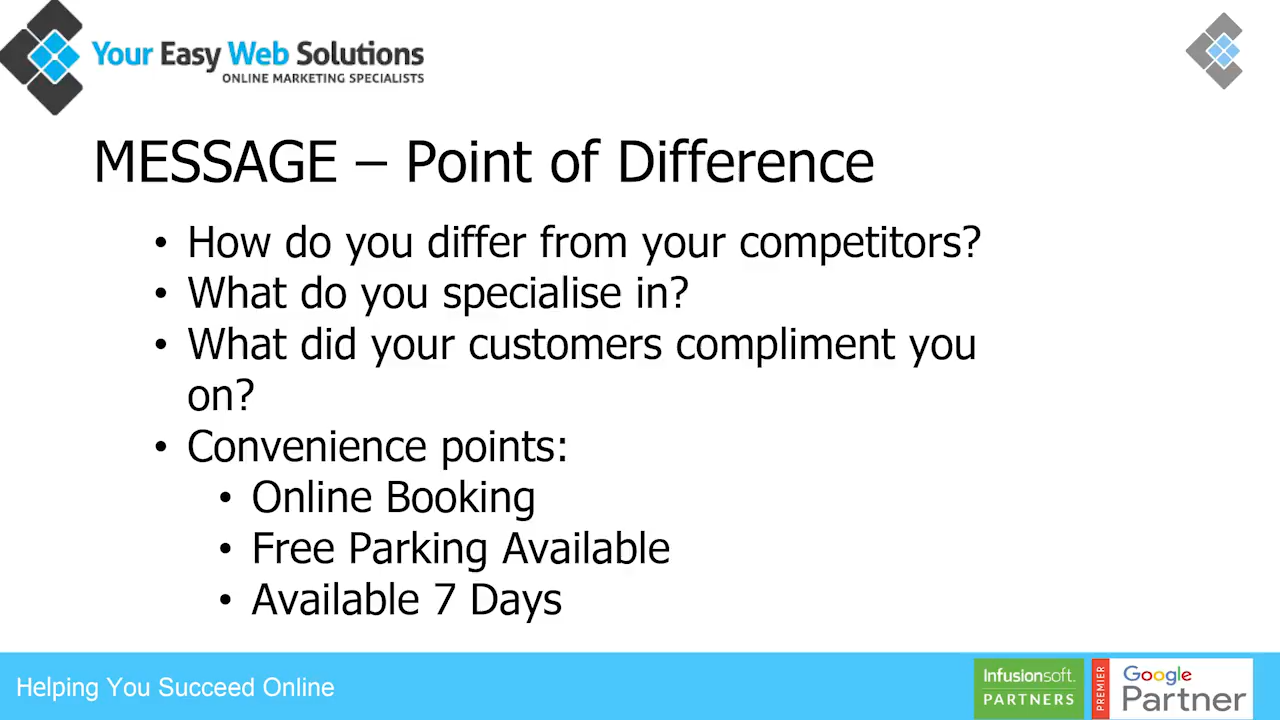 Your Easy Web Solutions
ONLINE MARKETING SPECIALISTS
MESSAGE – Point of Difference
• How do you differ from your competitors?
• What do you specialise in?
• What did your customers compliment you
on?
• Convenience points:
• Online Booking
• Free Parking Available
• Available 7 Days
Helping You Succeed Online
Infusionsoft.
PARTNERS
PREMIER
Google
Partner